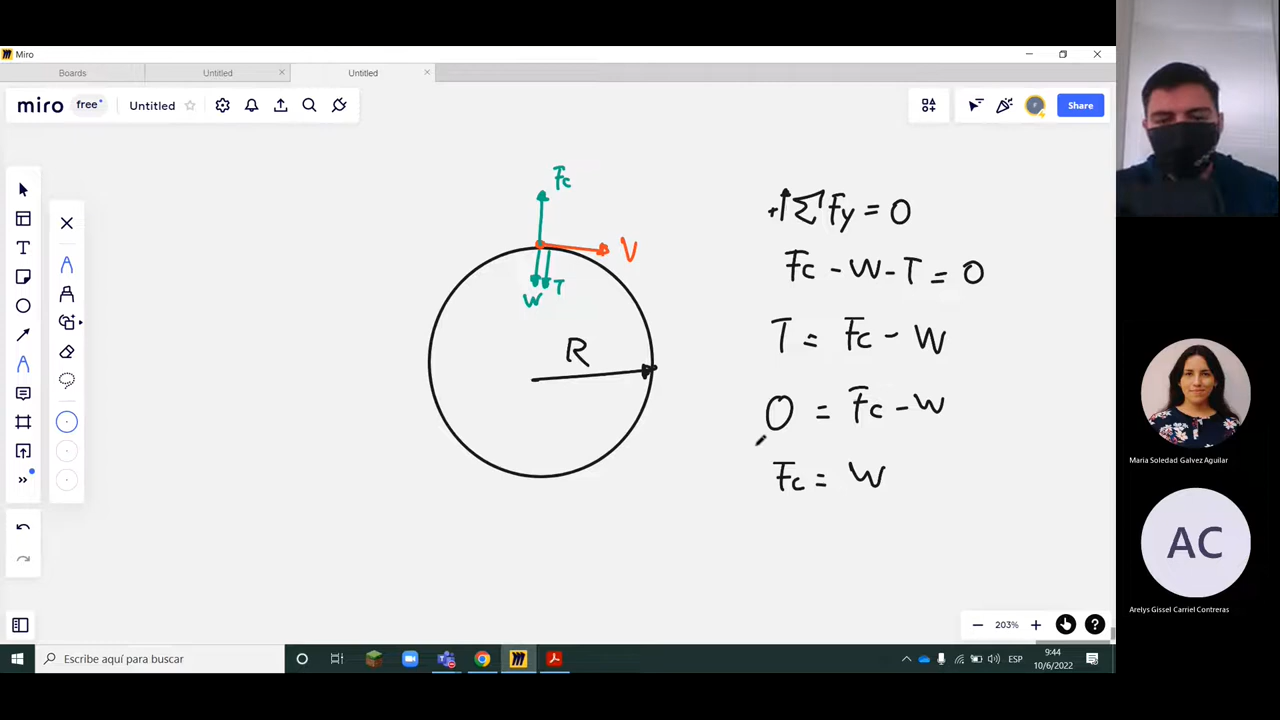 Miro
Boards
Untitled
Untitled
miro
free
Untitled
Share
Fc
V
W
T
R
+↑ΣFy = 0
Fc - W - T = 0
T = Fc - W
0 = Fc - W
Fc = W
Maria Soledad Galvez Aguilar
AC
Arelys Gissel Carriel Contreras
203%
Escribe aquí para buscar
ESP
9:44
10/6/2022